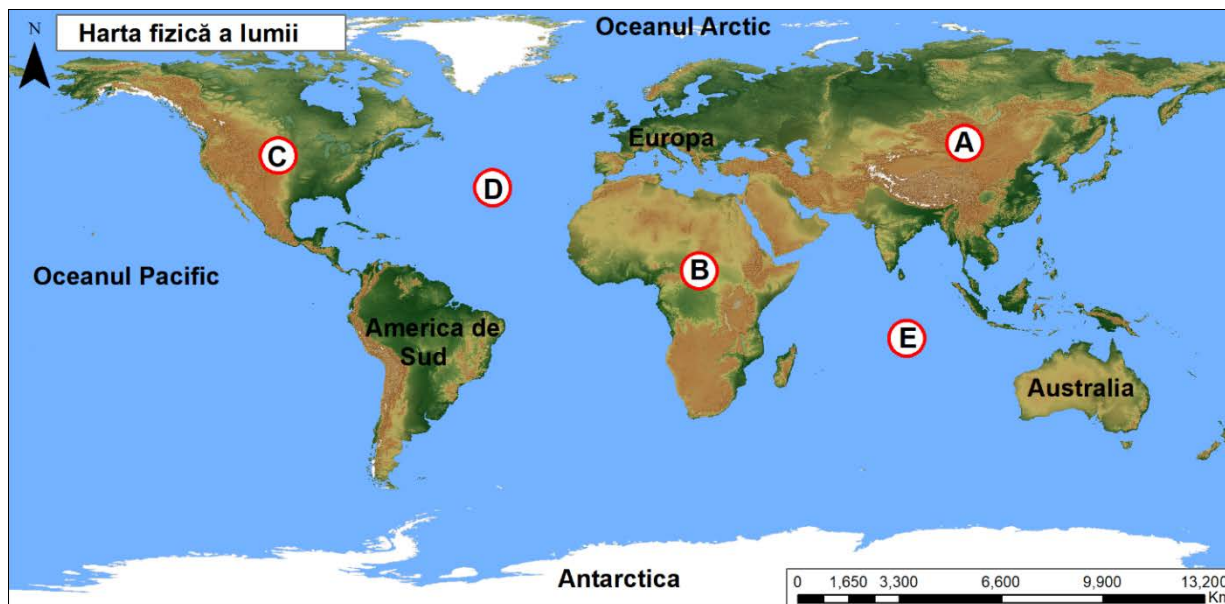 Harta fizică a lumii
N
Oceanul Arctic
Europa
A
C
D
B
Oceanul Pacific
America de
Sud
E
Australia
Antarctica
0 1,650 3,300 6,600 9,900 13,200
Km